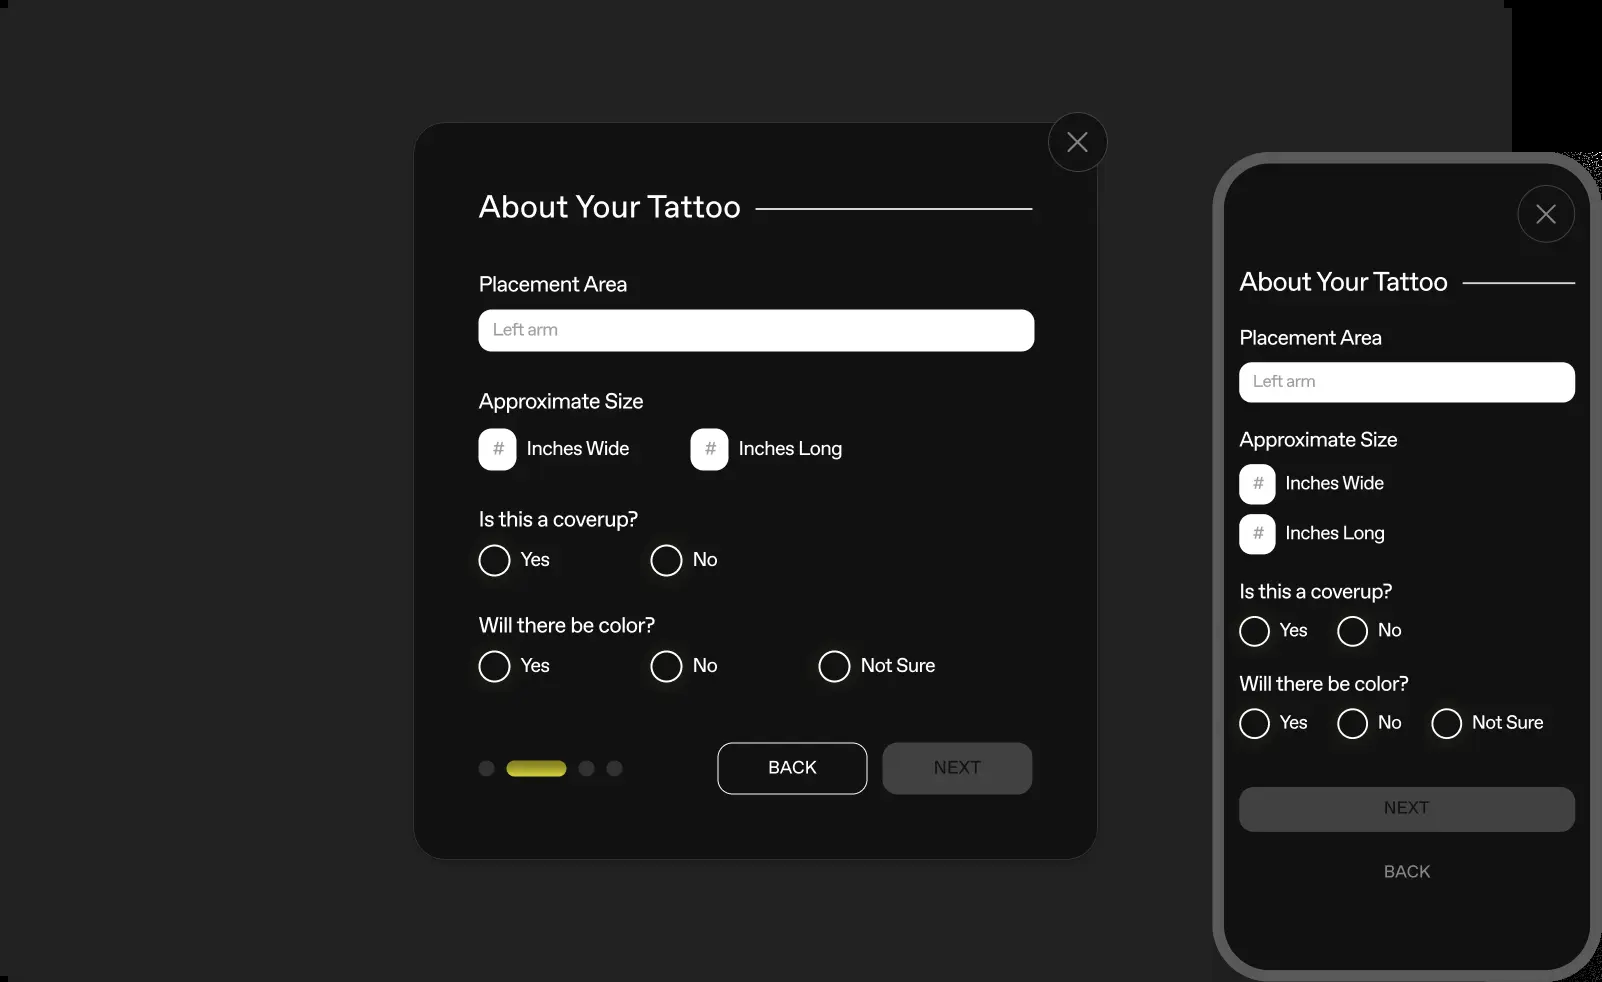 About Your Tattoo
Placement Area
Left arm
Approximate Size
# Inches Wide # Inches Long
Is this a coverup?
Yes No
Will there be color?
Yes No Not Sure
BACK NEXT
About Your Tattoo
Placement Area
Left arm
Approximate Size
# Inches Wide
# Inches Long
Is this a coverup?
Yes No
Will there be color?
Yes No Not Sure
NEXT
BACK